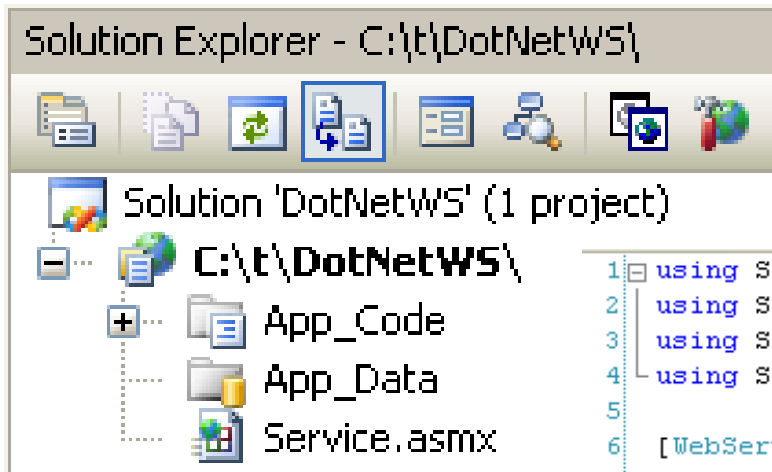 Solution Explorer - C:\t\DotNetWS\
Solution 'DotNetWS' (1 project)
C:\t\DotNetWS\
App_Code
App_Data
Service.asmx
1 using S
2 using S
3 using S
4 using S
5
6 [WebSer